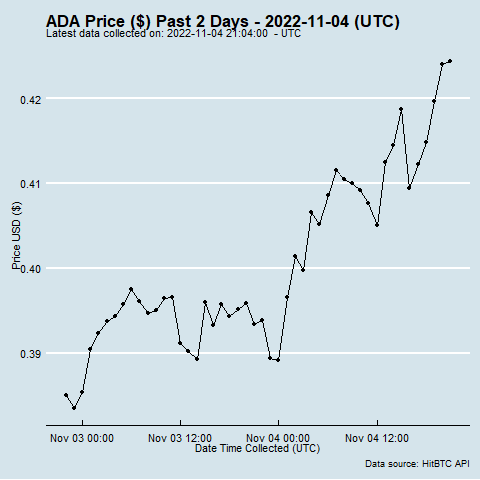 ADA Price ($) Past 2 Days - 2022-11-04 (UTC)
Latest data collected on: 2022-11-04 21:04:00 - UTC
0.42
0.41
0.40
0.39
Price USD ($)
Nov 03 00:00
Nov 03 12:00
Nov 04 00:00
Nov 04 12:00
Date Time Collected (UTC)
Data source: HitBTC API